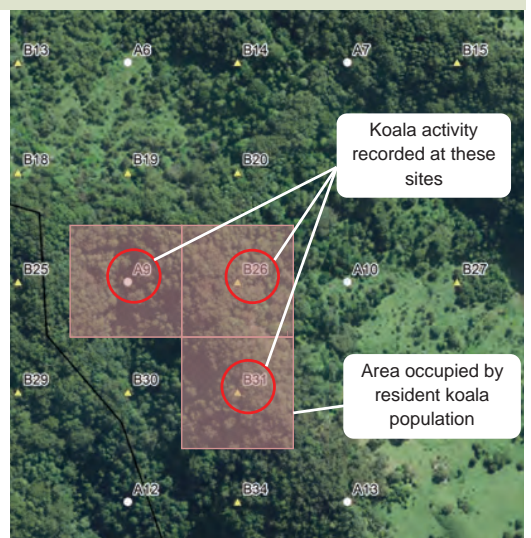 B13
A6
B14
A7
B15
Koala activity
recorded at these
sites
B18
B19
B20
B25
A9
B26
A10
B27
Area occupied by
resident koala
population
B29
B30
B31
A12
B34
A13